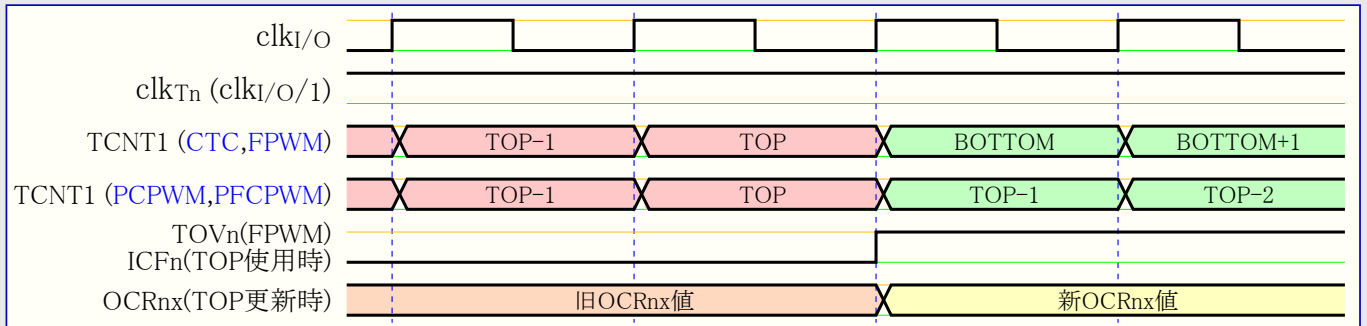 clkI/O
clkTn (clkI/O/1)
TCNT1 (CTC,FPWM) TOP-1 TOP BOTTOM BOTTOM+1
TCNT1 (PCPWM,PFCPWM) TOP-1 TOP TOP-1 TOP-2
TOVn(FPWM)
ICFn(TOP使用時)
OCRnx(TOP更新時) 旧OCRnx値 新OCRnx値